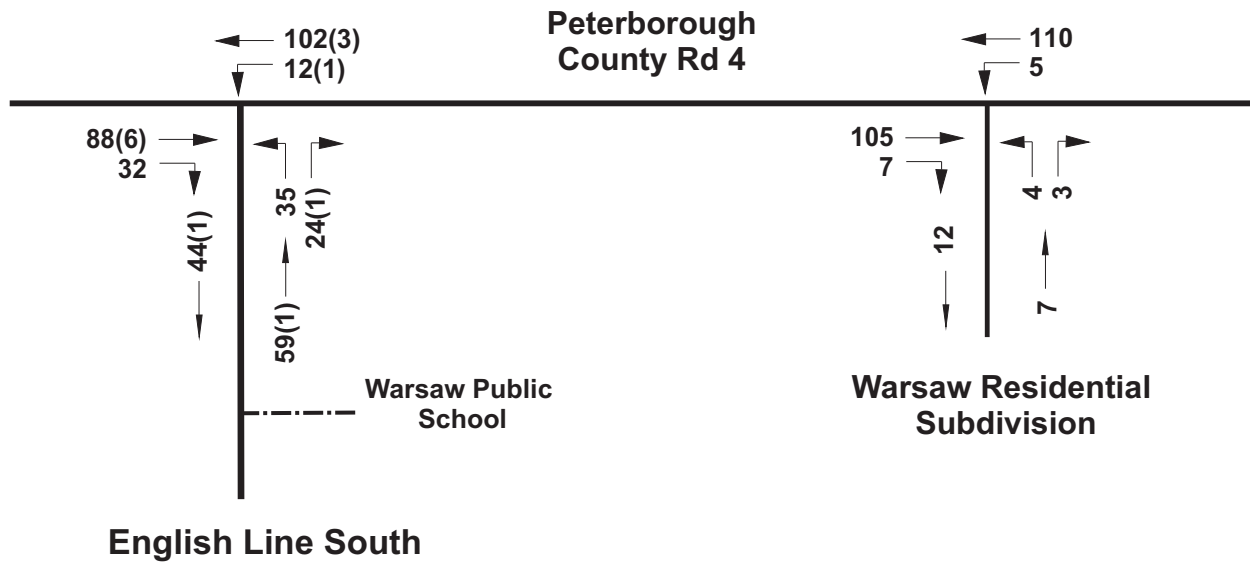 Peterborough
County Rd 4
102(3)
12(1)
110
5
88(6)
32
105
7
44(1)
35
24(1)
59(1)
12
4
3
7
Warsaw Public
School
Warsaw Residential
Subdivision
English Line South